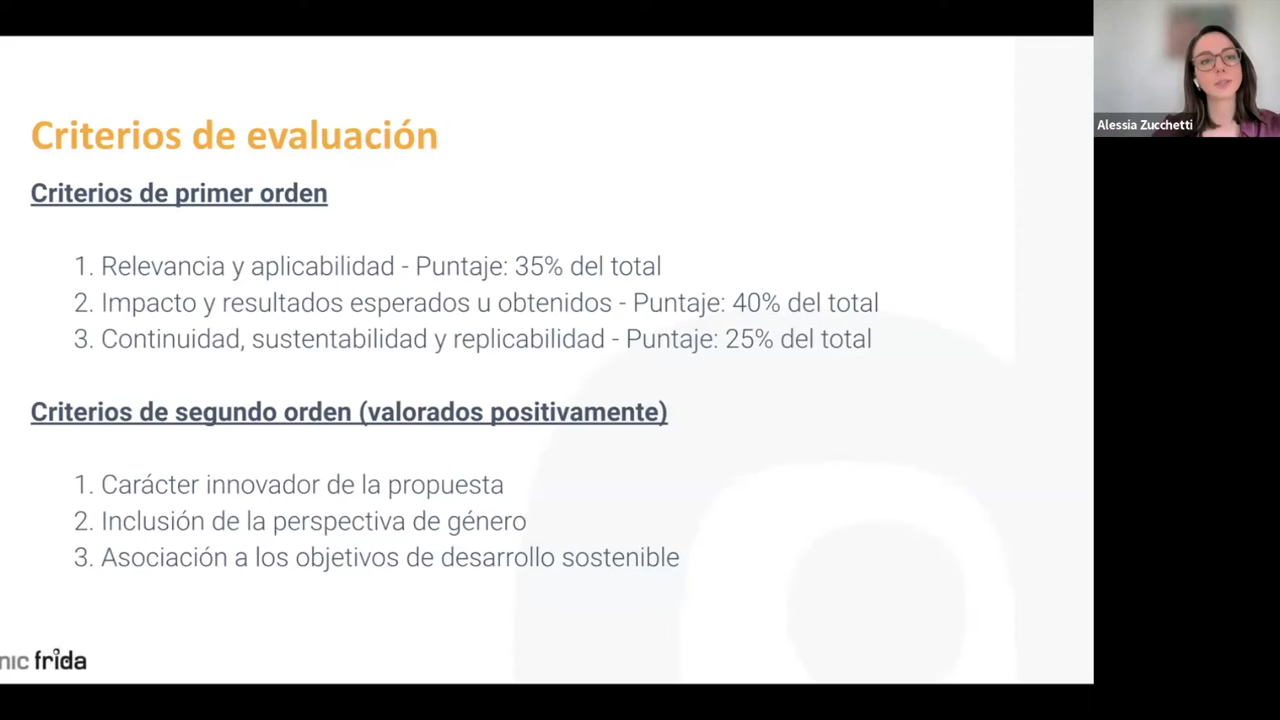 Criterios de evaluación
Criterios de primer orden
1. Relevancia y aplicabilidad - Puntaje: 35% del total
2. Impacto y resultados esperados u obtenidos - Puntaje: 40% del total
3. Continuidad, sustentabilidad y replicabilidad - Puntaje: 25% del total
Criterios de segundo orden (valorados positivamente)
1. Carácter innovador de la propuesta
2. Inclusión de la perspectiva de género
3. Asociación a los objetivos de desarrollo sostenible
nic frida
Alessia Zucchetti